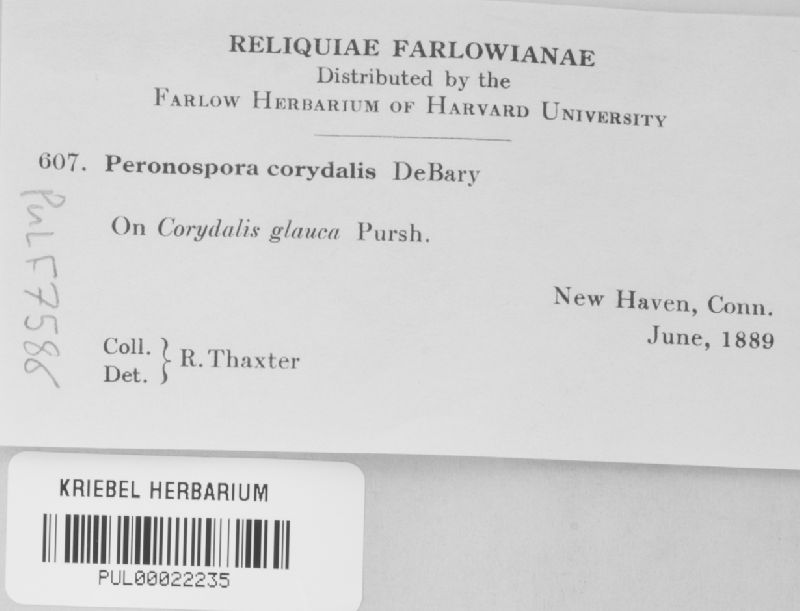 RELIQUIAE FARLOWIANAE
Distributed by the
FARLOW HERBARIUM OF HARVARD UNIVERSITY
607. Peronospora corydalis DeBary
On Corydalis glauca Pursh.
New Haven, Conn.
June, 1889
Coll. } R. Thaxter
Det.
PUL F7586
KRIEBEL HERBARIUM
PUL00022235